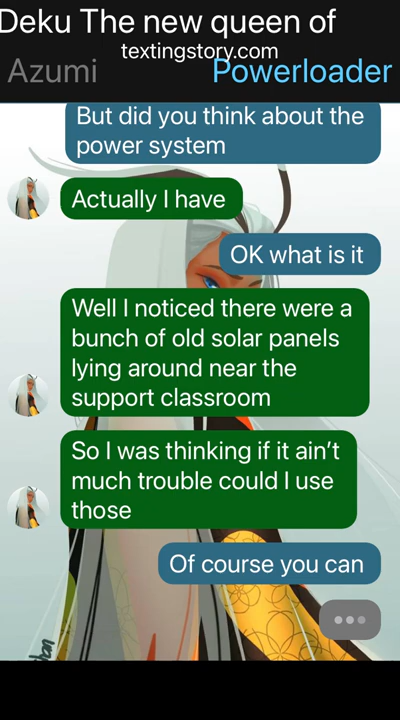 Deku The new queen of
textingstory.com
Azumi
Powerloader
But did you think about the
power system
Actually I have
OK what is it
Well I noticed there were a
bunch of old solar panels
lying around near the
support classroom
So I was thinking if it ain’t
much trouble could I use
those
Of course you can